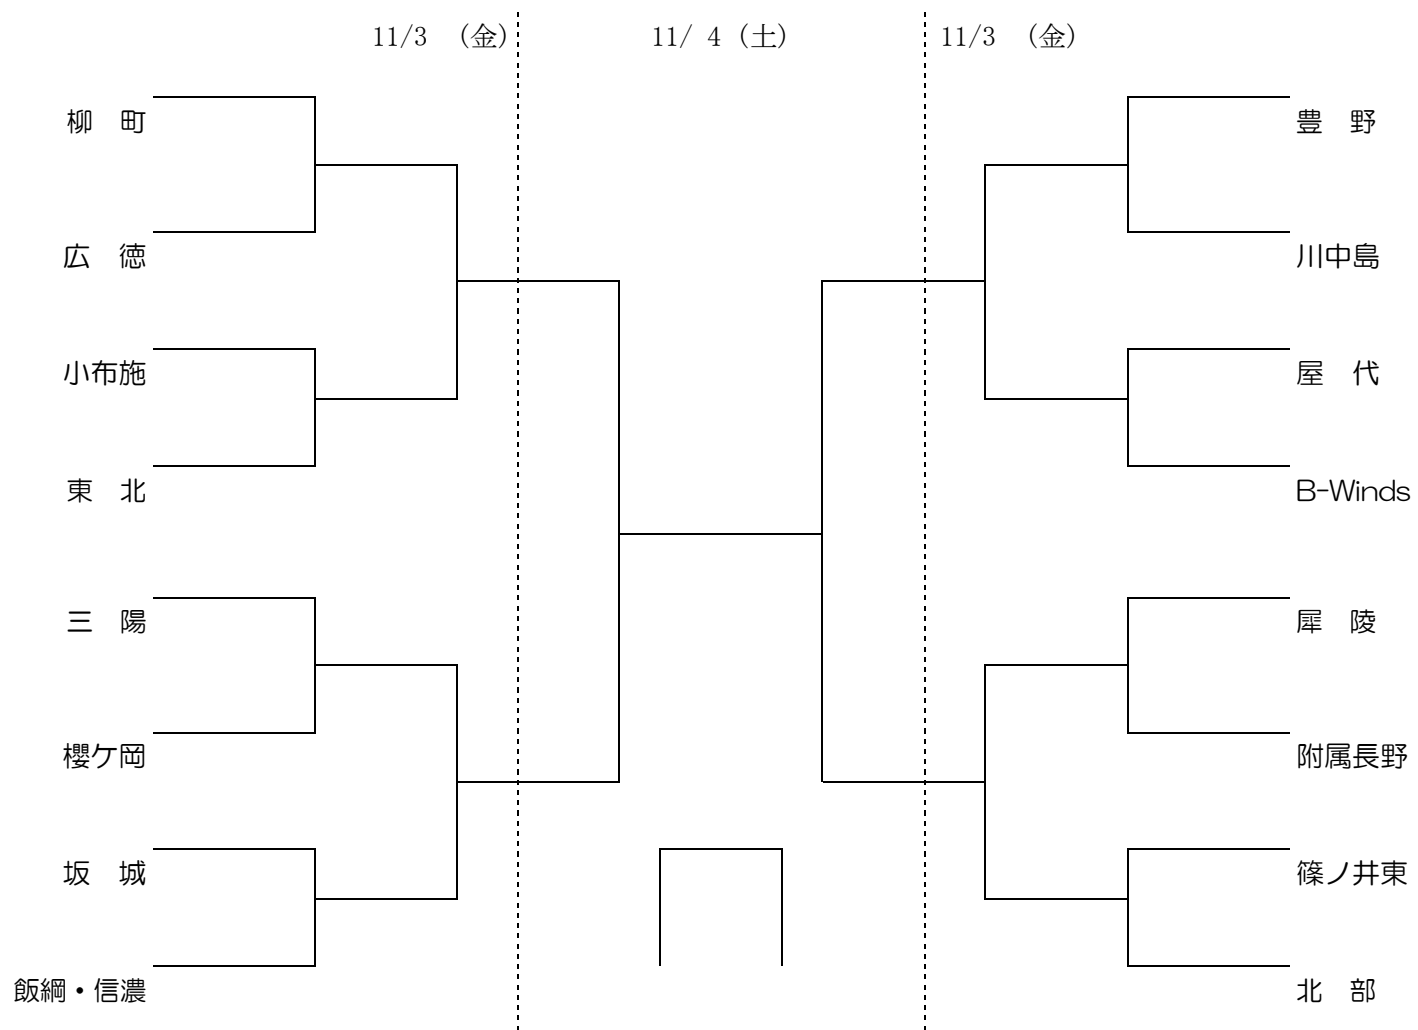 11/3　（金）　11/ 4（土）　11/3　（金）
柳　町
広　徳
小布施
東　北
三　陽
櫻ケ岡
坂　城
飯綱・信濃
豊　野
川中島
屋　代
B-Winds
犀　陵
附属長野
篠ノ井東
北　部